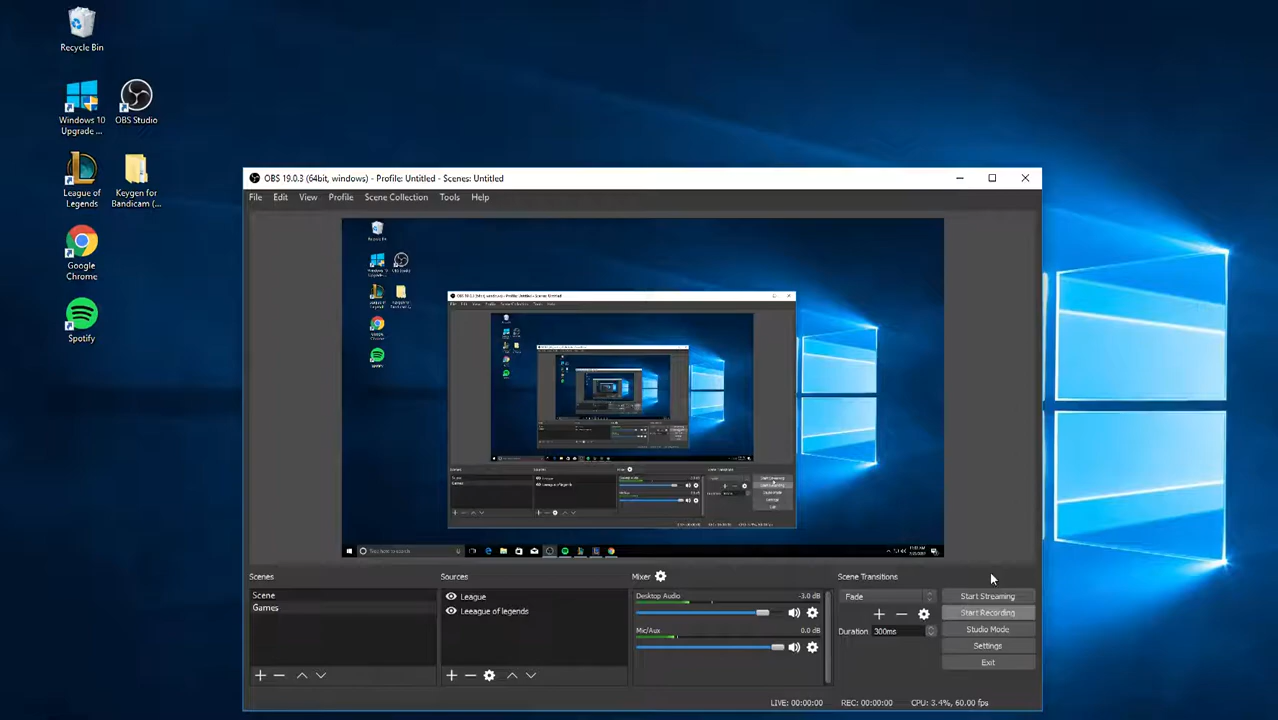 Recycle Bin
Windows 10
Upgrade ...
OBS Studio
League of
Legends
Keygen for
Bandicam (...
Google
Chrome
Spotify
OBS 19.0.3 (64bit, windows) - Profile: Untitled - Scenes: Untitled
File Edit View Profile Scene Collection Tools Help
Scenes
Scene
Games
Sources
League
Leeague of legends
Mixer
Desktop Audio -3.0 dB
Mic/Aux 0.0 dB
Scene Transitions
Fade
Duration 300ms
Start Streaming
Start Recording
Studio Mode
Settings
Exit
LIVE: 00:00:00 REC: 00:00:00 CPU: 3.4%, 60.00 fps